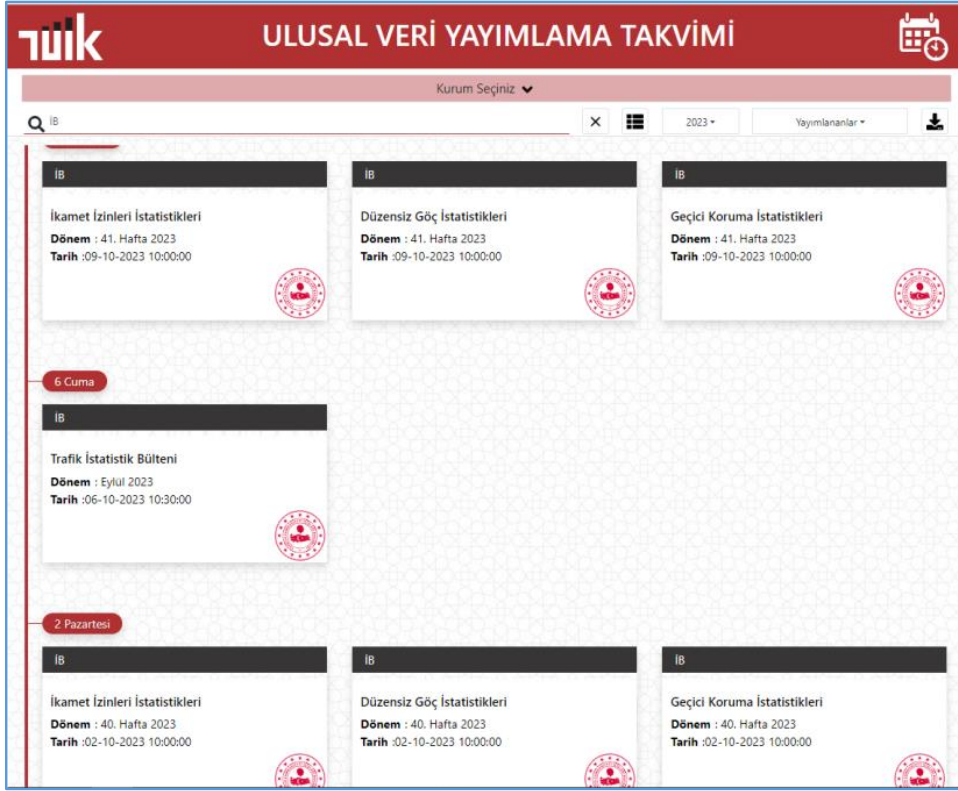 TÜİK
ULUSAL VERİ YAYIMLAMA TAKVİMİ
Kurum Seçiniz
İB
2023
Yayımlananlar
İB
İkamet İzinleri İstatistikleri
Dönem : 41. Hafta 2023
Tarih :09-10-2023 10:00:00
İB
Düzensiz Göç İstatistikleri
Dönem : 41. Hafta 2023
Tarih :09-10-2023 10:00:00
İB
Geçici Koruma İstatistikleri
Dönem : 41. Hafta 2023
Tarih :09-10-2023 10:00:00
6 Cuma
İB
Trafik İstatistik Bülteni
Dönem : Eylül 2023
Tarih :06-10-2023 10:30:00
2 Pazartesi
İB
İkamet İzinleri İstatistikleri
Dönem : 40. Hafta 2023
Tarih :02-10-2023 10:00:00
İB
Düzensiz Göç İstatistikleri
Dönem : 40. Hafta 2023
Tarih :02-10-2023 10:00:00
İB
Geçici Koruma İstatistikleri
Dönem : 40. Hafta 2023
Tarih :02-10-2023 10:00:00